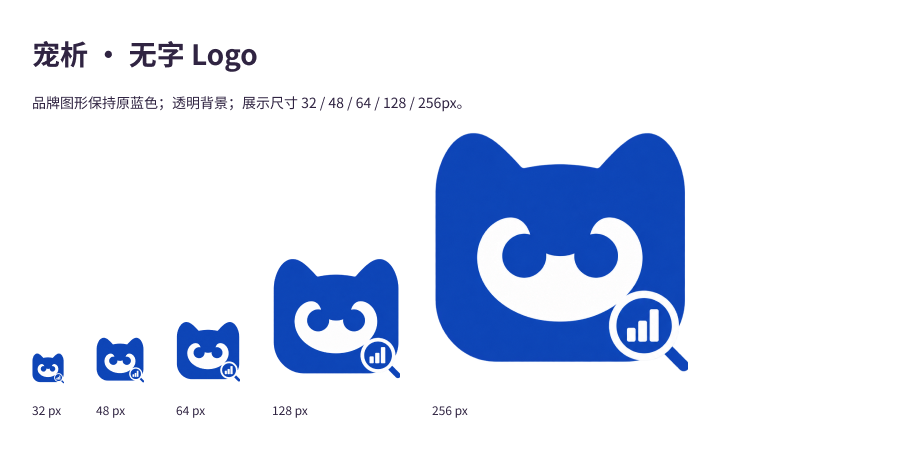 宠析 · 无字 Logo
品牌图形保持原蓝色；透明背景；展示尺寸 32 / 48 / 64 / 128 / 256px。
32 px
48 px
64 px
128 px
256 px